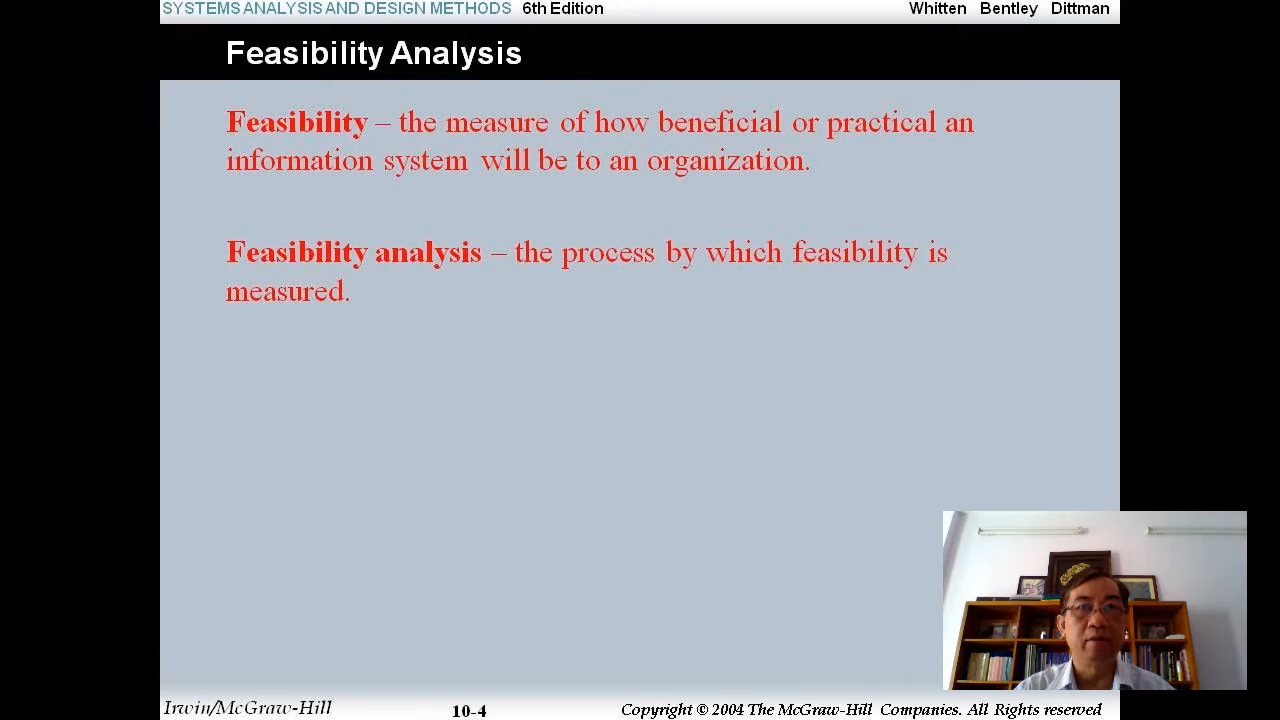 SYSTEMS ANALYSIS AND DESIGN METHODS 6th Edition Whitten Bentley Dittman
Feasibility Analysis
Feasibility – the measure of how beneficial or practical an
information system will be to an organization.
Feasibility analysis – the process by which feasibility is
measured.
Irwin/McGraw-Hill 10-4 Copyright © 2004 The McGraw-Hill Companies. All Rights reserved